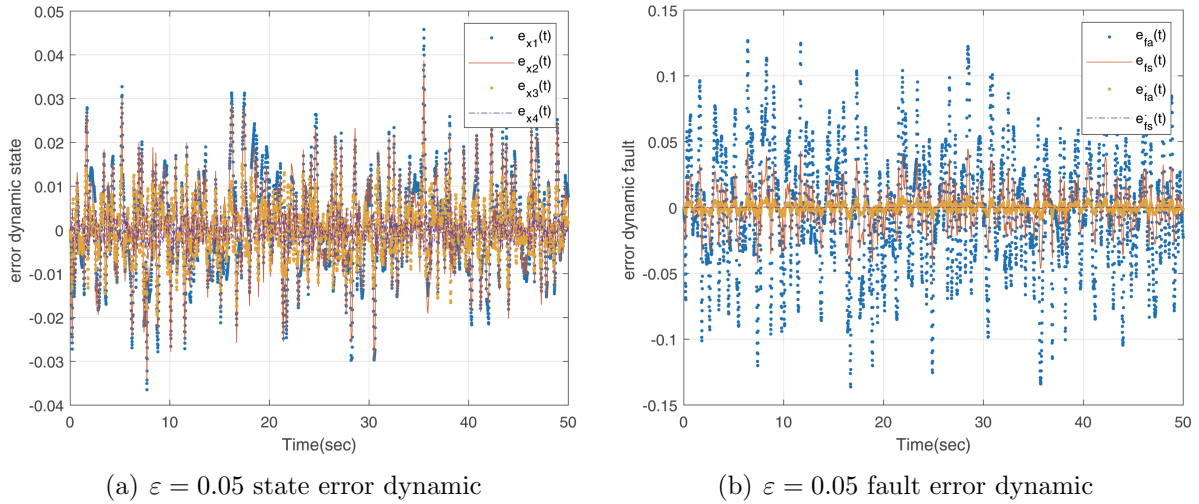 0.05
0.04
0.03
0.02
0.01
0
-0.01
-0.02
-0.03
-0.04
error dynamic state
0 10 20 30 40 50
Time(sec)
e_x1(t)
e_x2(t)
e_x3(t)
e_x4(t)
(a) ε = 0.05 state error dynamic
0.15
0.1
0.05
0
-0.05
-0.1
-0.15
error dynamic fault
0 10 20 30 40 50
Time(sec)
e_fa(t)
e_fs(t)
e_ḟa(t)
e_ḟs(t)
(b) ε = 0.05 fault error dynamic